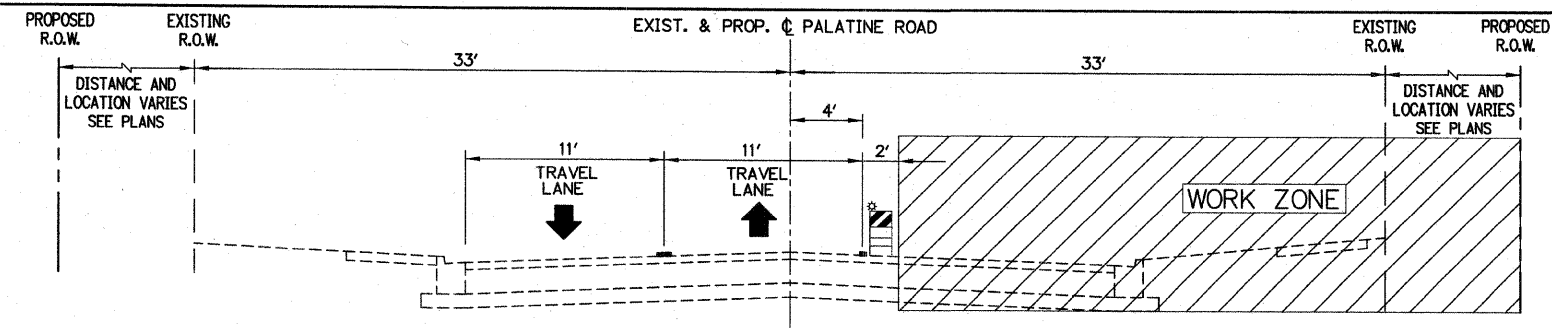 PROPOSED
R.O.W.
EXISTING
R.O.W.
EXIST. & PROP. ℄ PALATINE ROAD
EXISTING
R.O.W.
PROPOSED
R.O.W.
33'
33'
DISTANCE AND
LOCATION VARIES
SEE PLANS
DISTANCE AND
LOCATION VARIES
SEE PLANS
4'
11'
11'
2'
TRAVEL
LANE
TRAVEL
LANE
WORK ZONE